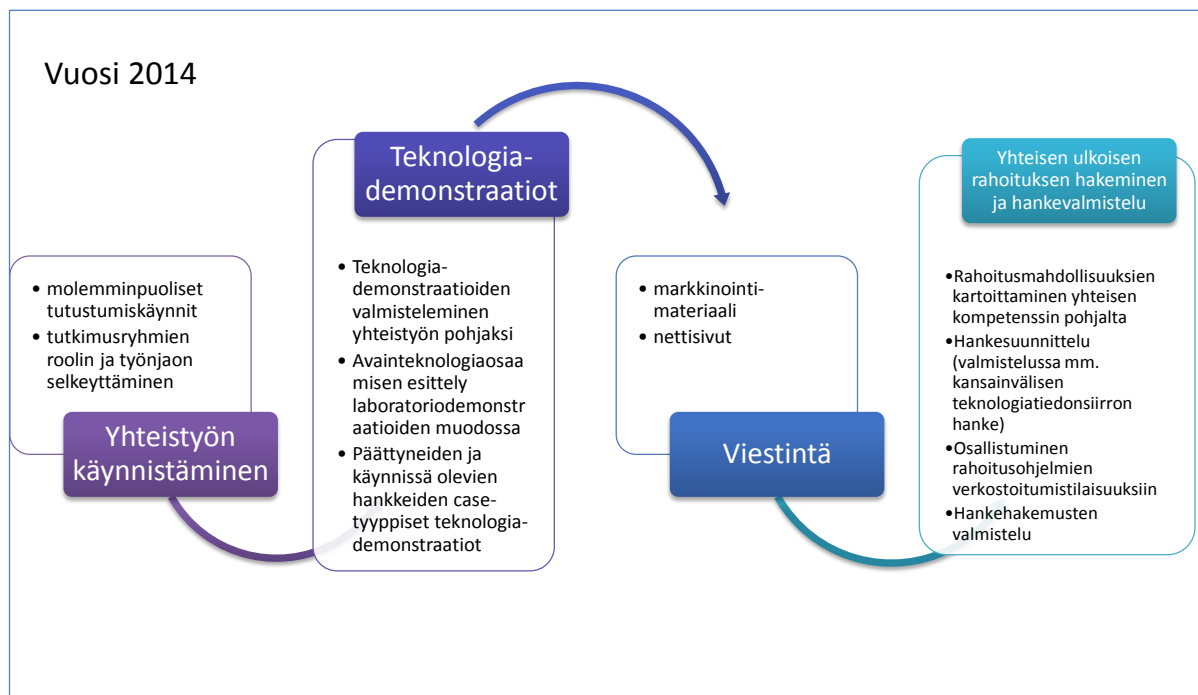 Vuosi 2014
• molemminpuoliset
tutustumiskäynnit
• tutkimusryhmien
roolin ja työnjaon
selkeyttäminen
Yhteistyön
käynnistäminen
Teknologia-
demonstraatiot
• Teknologia-
demonstraatioiden
valmisteleminen
yhteistyön pohjaksi
• Avainteknologiaosaa
misen esittely
laboratoriodemonstr
aatioiden muodossa
• Päättyneiden ja
käynnissä olevien
hankkeiden case-
tyyppiset teknologia-
demonstraatiot
• markkinointi-
materiaali
• nettisivut
Viestintä
Yhteisen ulkoisen
rahoituksen hakeminen
ja hankevalmistelu
•Rahoitusmahdollisuuksien
kartoittaminen yhteisen
kompetenssin pohjalta
•Hankesuunnittelu
(valmistelussa mm.
kansainvälisen
teknologiatiedonsiirron
hanke)
•Osallistuminen
rahoitusohjelmien
verkostoitumistilaisuuksiin
•Hankehakemusten
valmistelu